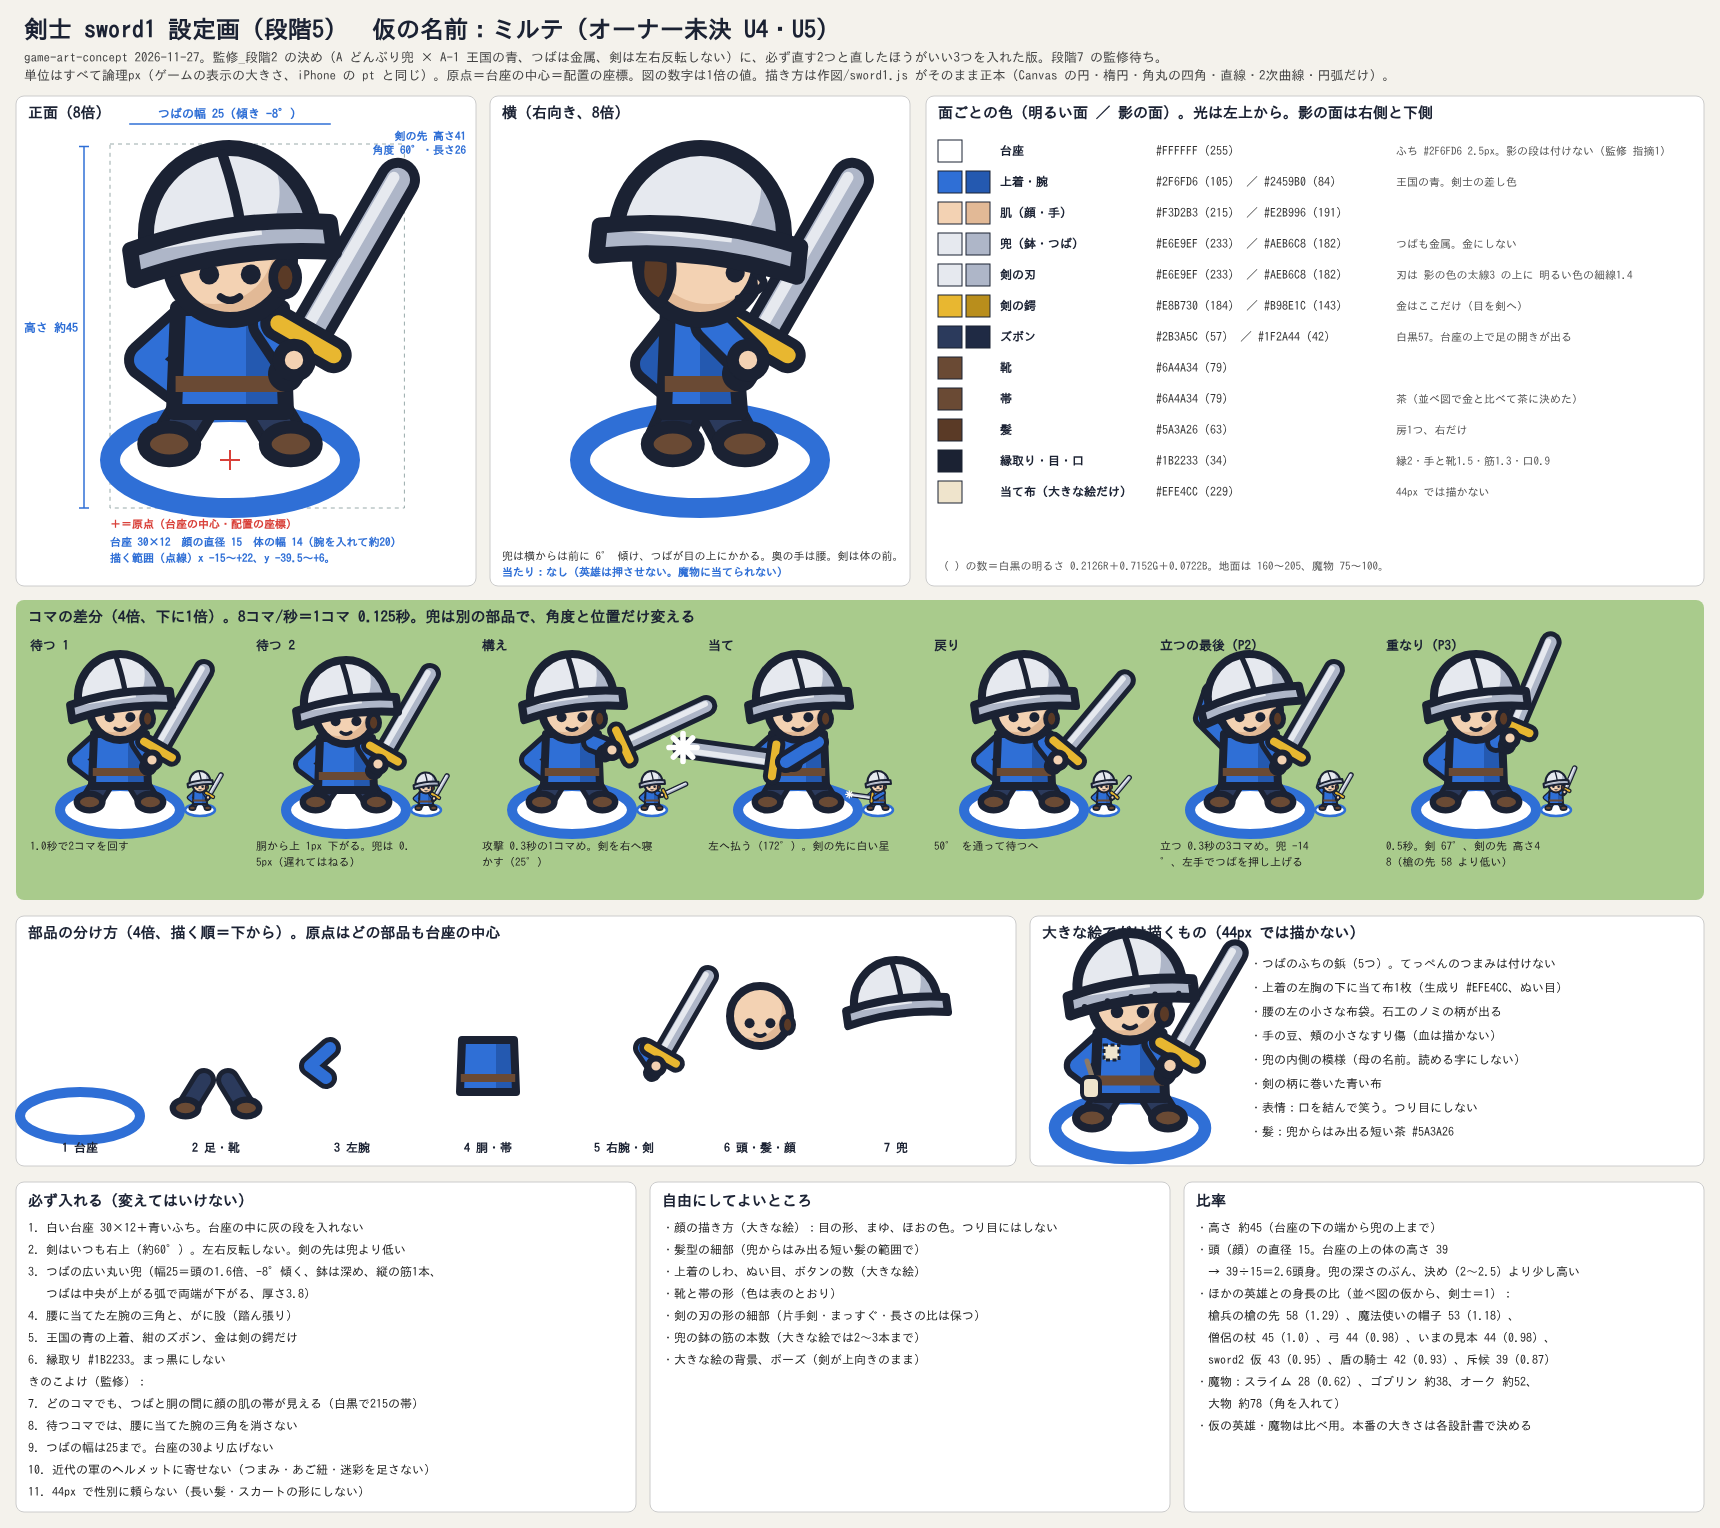 剣士 sword1 設定画（段階5）　仮の名前：ミルテ（オーナー未決 U4・U5）
game-art-concept 2026-11-27。監修_段階2 の決め（A どんぶり兜 × A-1 王国の青、つばは金属、剣は左右反転しない）に、必ず直す2つと直したほうがいい3つを入れた版。段階7 の監修待ち。
単位はすべて論理px（ゲームの表示の大きさ、iPhone の pt と同じ）。原点＝台座の中心＝配置の座標。図の数字は1倍の値。描き方は作図/sword1.js がそのまま正本（Canvas の円・楕円・角丸の四角・直線・2次曲線・円弧だけ）。
正面（8倍）
つばの幅 25（傾き -8°）
剣の先 高さ41
角度 60°・長さ26
高さ 約45
＋＝原点（台座の中心・配置の座標）
台座 30×12　顔の直径 15　体の幅 14（腕を入れて約20）
描く範囲（点線）x -15〜+22、y -39.5〜+6。
横（右向き、8倍）
兜は横からは前に 6° 傾け、つばが目の上にかかる。奥の手は腰。剣は体の前。
当たり：なし（英雄は押させない。魔物に当てられない）
面ごとの色（明るい面 ／ 影の面）。光は左上から。影の面は右側と下側
台座 #FFFFFF（255） ふち #2F6FD6 2.5px。影の段は付けない（監修 指摘1）
上着・腕 #2F6FD6（105） ／ #2459B0（84） 王国の青。剣士の差し色
肌（顔・手） #F3D2B3（215） ／ #E2B996（191）
兜（鉢・つば） #E6E9EF（233） ／ #AEB6C8（182） つばも金属。金にしない
剣の刃 #E6E9EF（233） ／ #AEB6C8（182） 刃は 影の色の太線3 の上に 明るい色の細線1.4
剣の鍔 #E8B730（184） ／ #B98E1C（143） 金はここだけ（目を剣へ）
ズボン #2B3A5C（57） ／ #1F2A44（42） 白黒57。台座の上で足の開きが出る
靴 #6A4A34（79）
帯 #6A4A34（79） 茶（並べ図で金と比べて茶に決めた）
髪 #5A3A26（63） 房1つ、右だけ
縁取り・目・口 #1B2233（34） 縁2・手と靴1.5・筋1.3・口0.9
当て布（大きな絵だけ） #EFE4CC（229） 44px では描かない
（ ）の数＝白黒の明るさ 0.2126R＋0.7152G＋0.0722B。地面は 160〜205、魔物 75〜100。
コマの差分（4倍、下に1倍）。8コマ/秒＝1コマ 0.125秒。兜は別の部品で、角度と位置だけ変える
待つ 1
待つ 2
構え
当て
戻り
立つの最後（P2）
重なり（P3）
1.0秒で2コマを回す
胴から上 1px 下がる。兜は 0.
5px（遅れてはねる）
攻撃 0.3秒の1コマめ。剣を右へ寝
かす（25°）
左へ払う（172°）。剣の先に白い星
50° を通って待つへ
立つ 0.3秒の3コマめ。兜 -14
°、左手でつばを押し上げる
0.5秒。剣 67°、剣の先 高さ4
8（槍の先 58 より低い）
部品の分け方（4倍、描く順＝下から）。原点はどの部品も台座の中心
1 台座
2 足・靴
3 左腕
4 胴・帯
5 右腕・剣
6 頭・髪・顔
7 兜
大きな絵で 描くもの（44px では描かない）
・つばのふちの鋲（5つ）。てっぺんのつまみは付けない
・上着の左胸の下に当て布1枚（生成り #EFE4CC、ぬい目）
・腰の左の小さな布袋。石工のノミの柄が出る
・手の豆、頬の小さなすり傷（血は描かない）
・兜の内側の模様（母の名前。読める字にしない）
・剣の柄に巻いた青い布
・表情：口を結んで笑う。つり目にしない
・髪：兜からはみ出る短い茶 #5A3A26
必ず入れる（変えてはいけない）
1. 白い台座 30×12＋青いふち。台座の中に灰の段を入れない
2. 剣はいつも右上（約60°）。左右反転しない。剣の先は兜より低い
3. つばの広い丸い兜（幅25＝頭の1.6倍、-8°傾く、鉢は深め、縦の筋1本、
つばは中央が上がる弧で両端が下がる、厚さ3.8）
4. 腰に当てた左腕の三角と、がに股（踏ん張り）
5. 王国の青の上着、紺のズボン、金は剣の鍔だけ
6. 縁取り #1B2233。まっ黒にしない
きのこよけ（監修）：
7. どのコマでも、つばと胴の間に顔の肌の帯が見える（白黒で215の帯）
8. 待つコマでは、腰に当てた腕の三角を消さない
9. つばの幅は25まで。台座の30より広げない
10. 近代の軍のヘルメットに寄せない（つまみ・あご紐・迷彩を足さない）
11. 44px で性別に頼らない（長い髪・スカートの形にしない）
自由にしてよいところ
・顔の描き方（大きな絵）：目の形、まゆ、ほおの色。つり目にはしない
・髪型の細部（兜からはみ出る短い髪の範囲で）
・上着のしわ、ぬい目、ボタンの数（大きな絵）
・靴と帯の形（色は表のとおり）
・剣の刃の形の細部（片手剣・まっすぐ・長さの比は保つ）
・兜の鉢の筋の本数（大きな絵では2〜3本まで）
・大きな絵の背景、ポーズ（剣が上向きのまま）
比率
・高さ 約45（台座の下の端から兜の上まで）
・頭（顔）の直径 15。台座の上の体の高さ 39
→ 39÷15＝2.6頭身。兜の深さのぶん、決め（2〜2.5）より少し高い
・ほかの英雄との身長の比（並べ図の仮から、剣士＝1）：
槍兵の槍の先 58（1.29）、魔法使いの帽子 53（1.18）、
僧侶の杖 45（1.0）、弓 44（0.98）、いまの見本 44（0.98）、
sword2 仮 43（0.95）、盾の騎士 42（0.93）、斥候 39（0.87）
・魔物：スライム 28（0.62）、ゴブリン 約38、オーク 約52、
大物 約78（角を入れて）
・仮の英雄・魔物は比べ用。本番の大きさは各設計書で決める